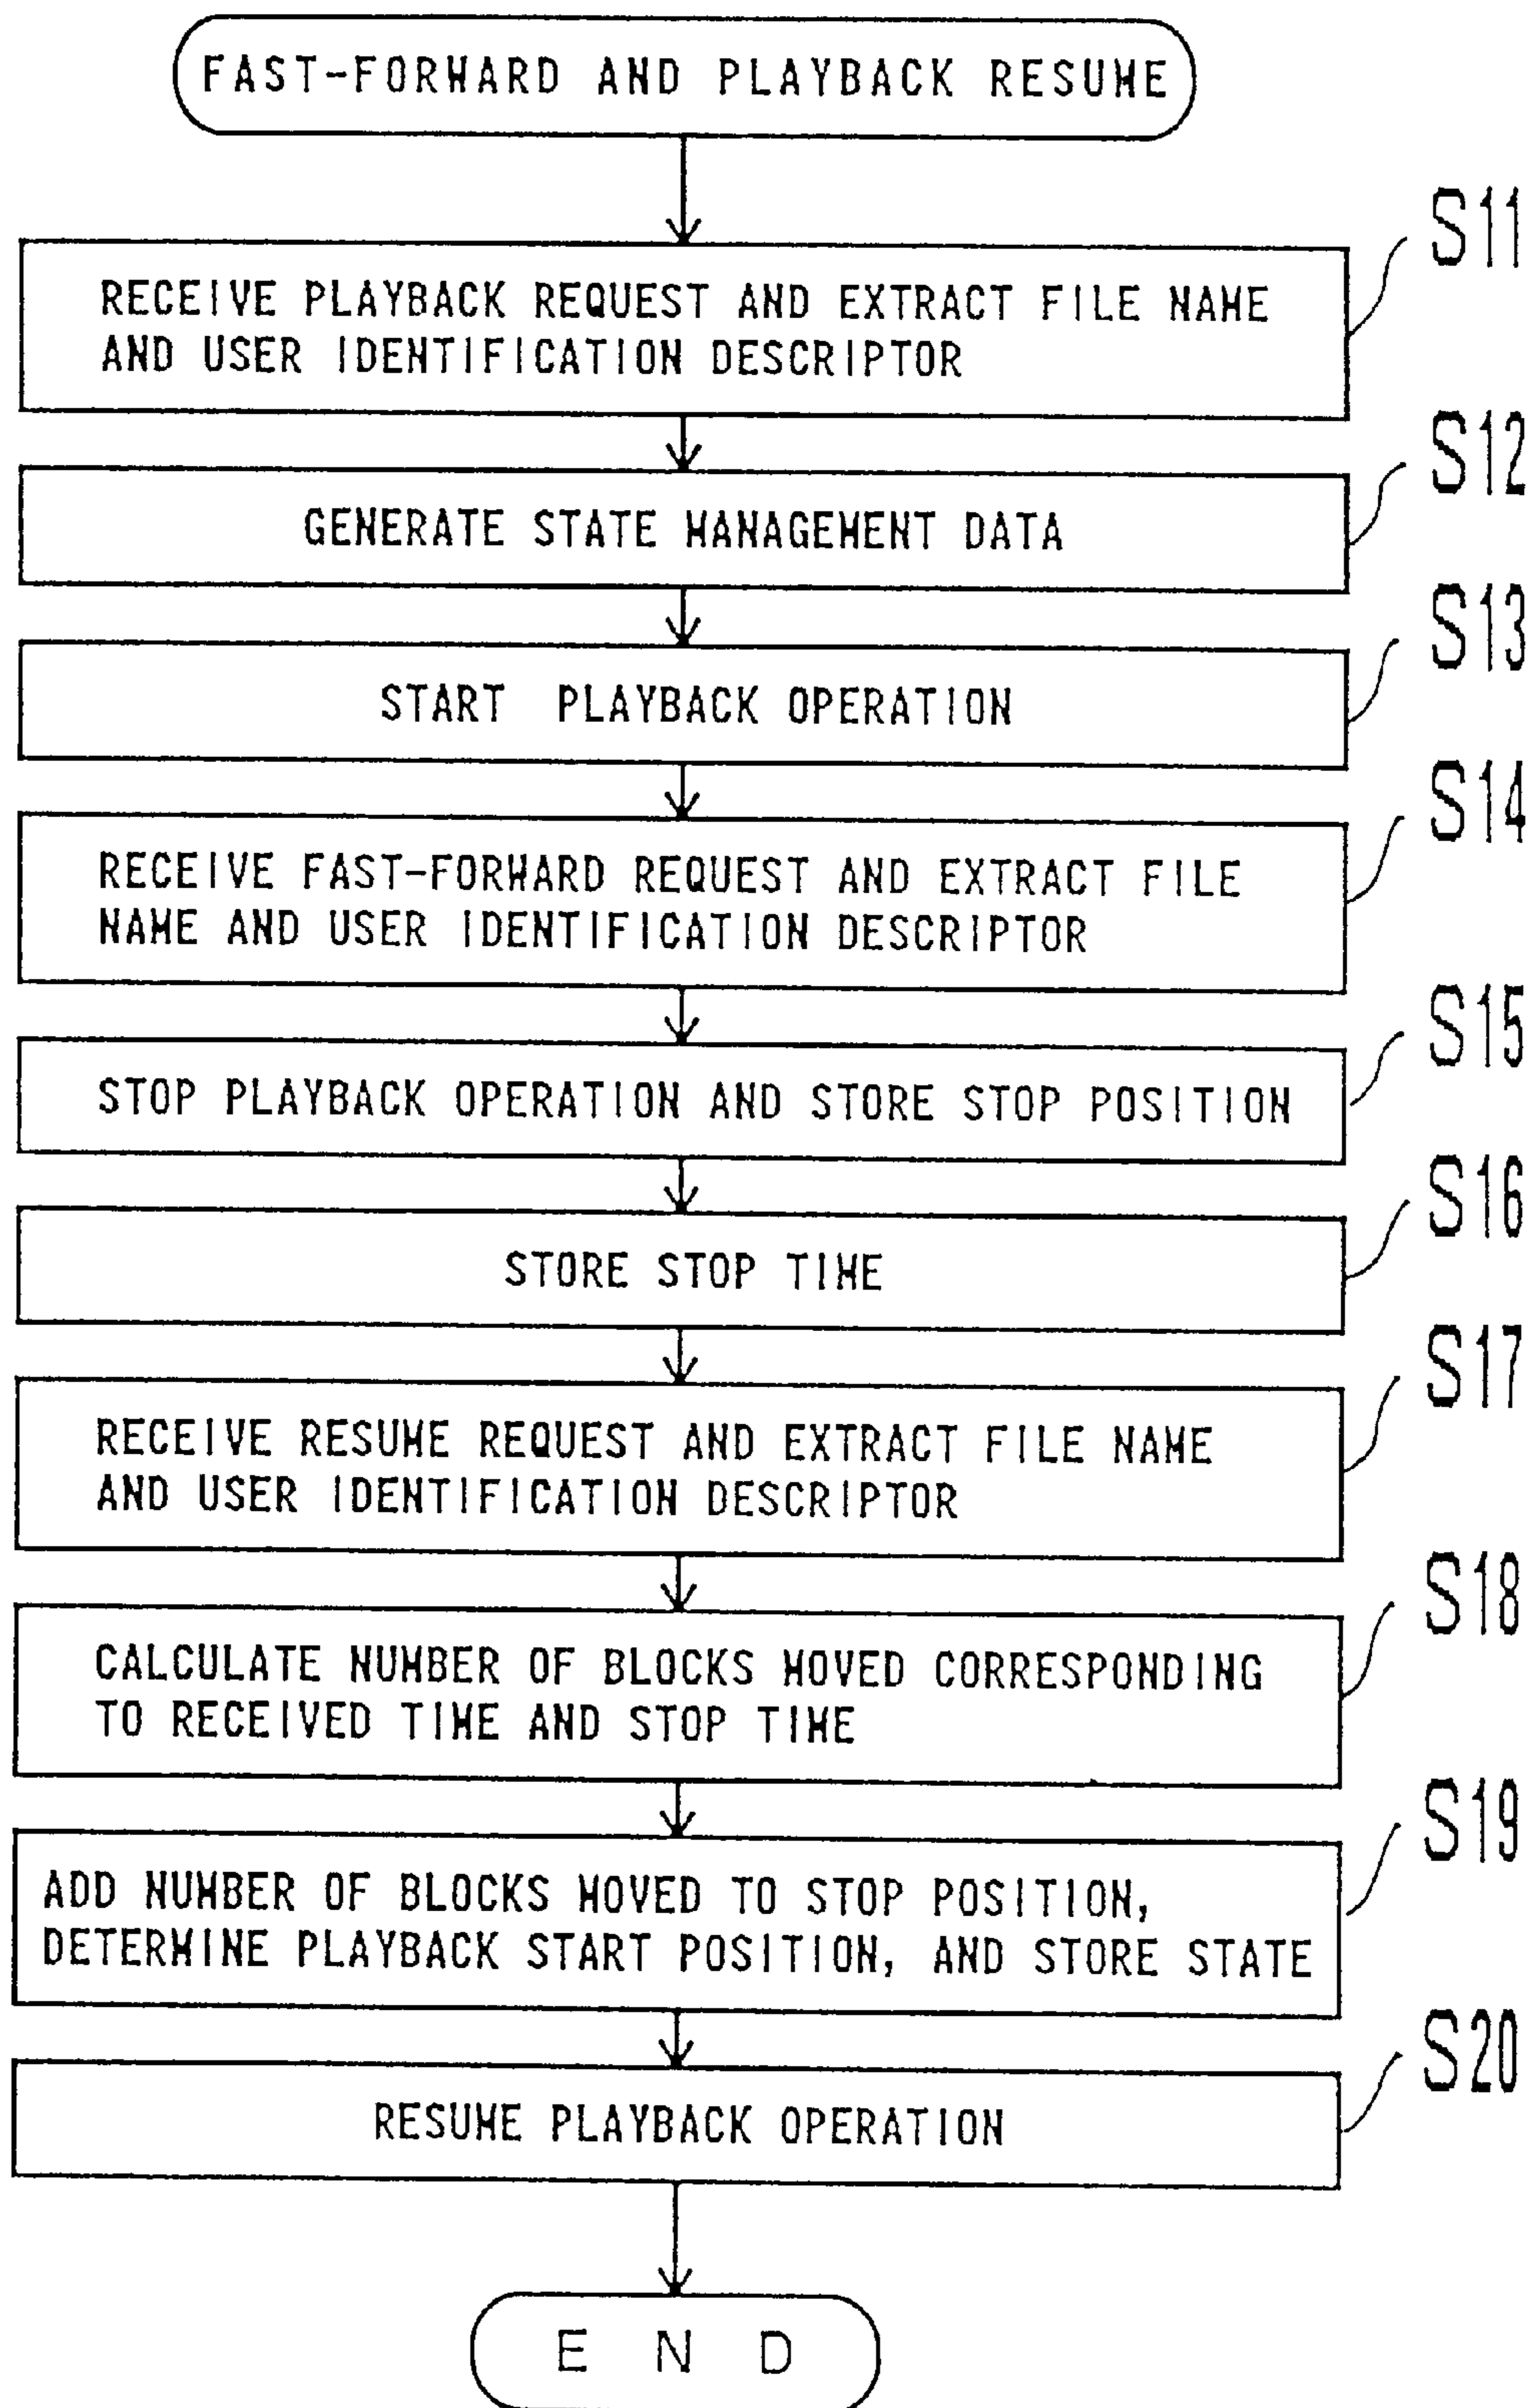 FAST-FORWARD AND PLAYBACK RESUME
S11
RECEIVE PLAYBACK REQUEST AND EXTRACT FILE NAME
AND USER IDENTIFICATION DESCRIPTOR
S12
GENERATE STATE MANAGEMENT DATA
S13
START PLAYBACK OPERATION
S14
RECEIVE FAST-FORWARD REQUEST AND EXTRACT FILE
NAME AND USER IDENTIFICATION DESCRIPTOR
S15
STOP PLAYBACK OPERATION AND STORE STOP POSITION
S16
STORE STOP TIME
S17
RECEIVE RESUME REQUEST AND EXTRACT FILE NAME
AND USER IDENTIFICATION DESCRIPTOR
S18
CALCULATE NUMBER OF BLOCKS MOVED CORRESPONDING
TO RECEIVED TIME AND STOP TIME
S19
ADD NUMBER OF BLOCKS MOVED TO STOP POSITION,
DETERMINE PLAYBACK START POSITION, AND STORE STATE
S20
RESUME PLAYBACK OPERATION
END